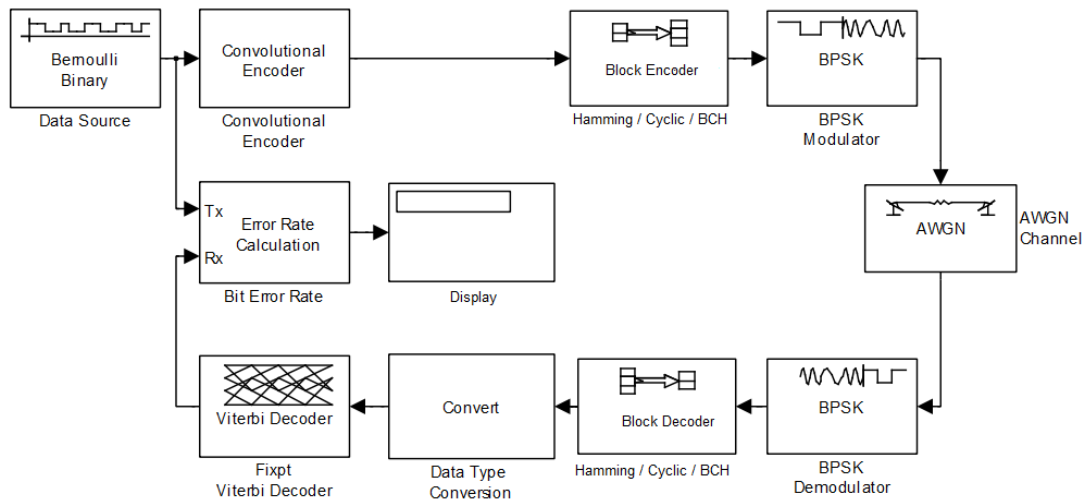 Bernoulli
Binary
Data Source
Convolutional
Encoder
Convolutional
Encoder
Block Encoder
Hamming / Cyclic / BCH
BPSK
BPSK
Modulator
AWGN
AWGN
Channel
Tx
Rx
Error Rate
Calculation
Bit Error Rate
Display
Viterbi Decoder
Fixpt
Viterbi Decoder
Convert
Data Type
Conversion
Block Decoder
Hamming / Cyclic / BCH
BPSK
BPSK
Demodulator